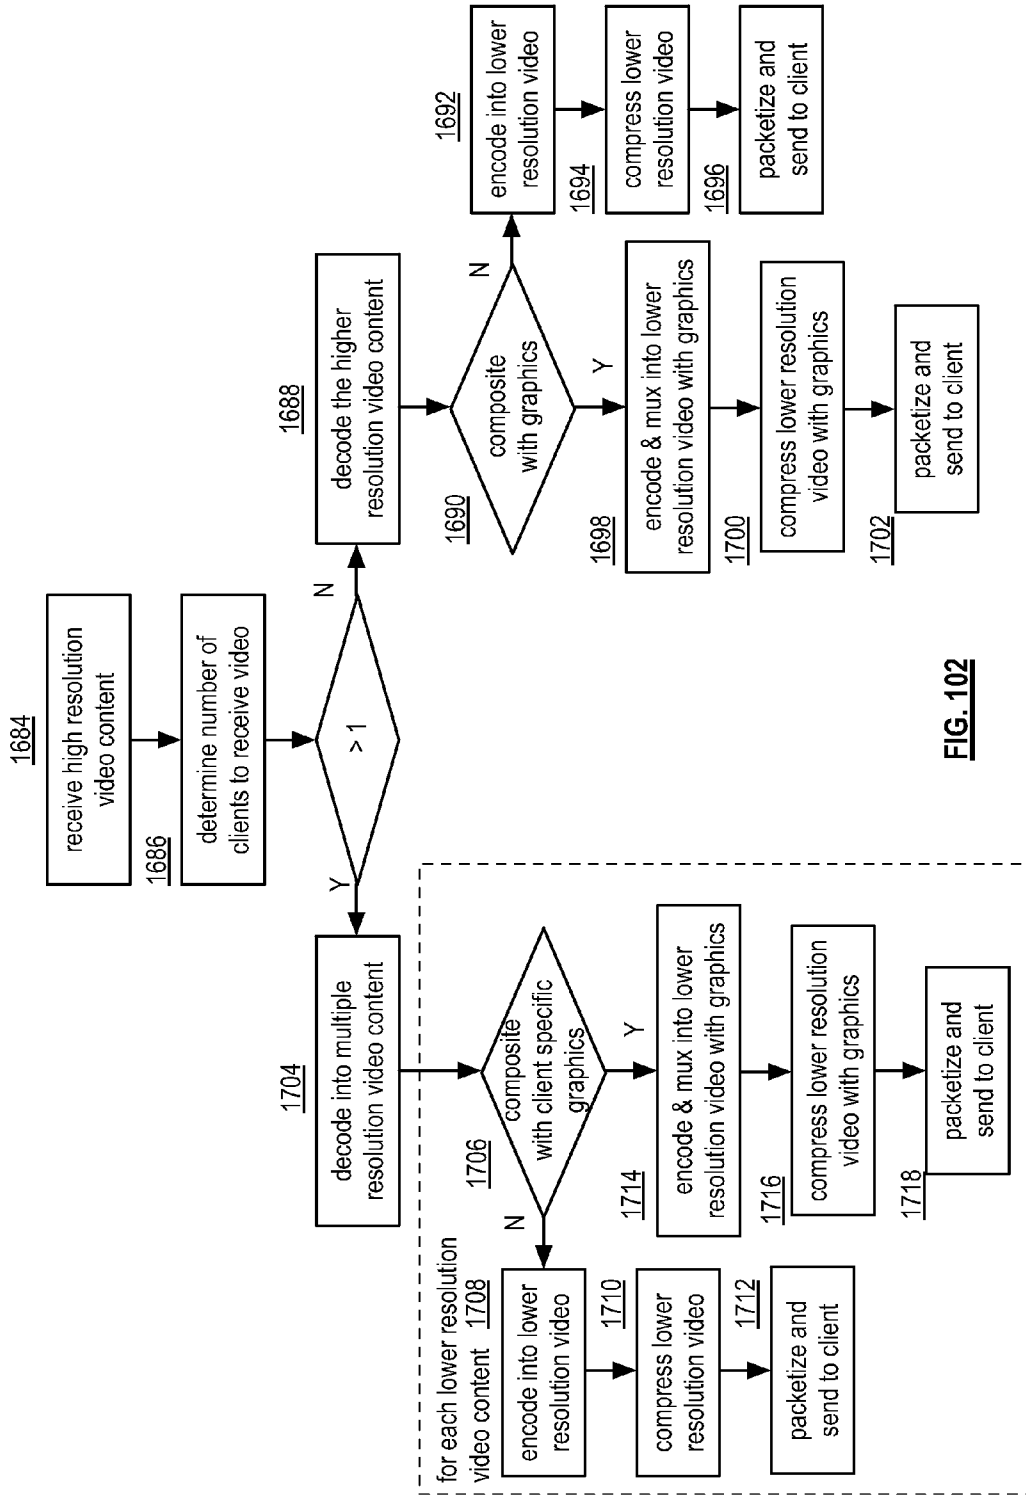 1684
receive high resolution
video content
1686
determine number of
clients to receive video
> 1
N
Y
1688
decode the higher
resolution video content
1690
composite
with graphics
N
Y
1692
encode into lower
resolution video
1694
compress lower
resolution video
1696
packetize and
send to client
1698
encode & mux into lower
resolution video with graphics
1700
compress lower resolution
video with graphics
1702
packetize and
send to client
1704
decode into multiple
resolution video content
for each lower resolution
video content
1706
composite
with client specific
graphics
N
Y
1708
encode into lower
resolution video
1710
compress lower
resolution video
1712
packetize and
send to client
1714
encode & mux into lower
resolution video with graphics
1716
compress lower resolution
video with graphics
1718
packetize and
send to client
FIG. 102